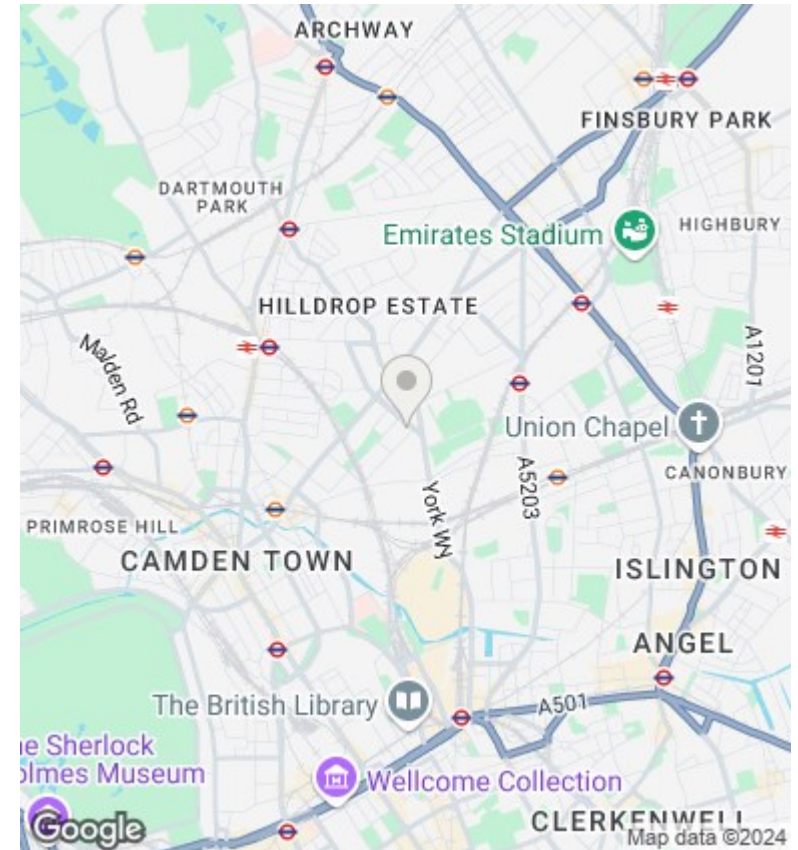 ARCHWAY
FINSBURY PARK
DARTMOUTH
PARK
Emirates Stadium
HIGHBURY
HILLDROP ESTATE
A1201
Malden Rd
Union Chapel
A5203
CANONBURY
York Wy
PRIMROSE HILL
CAMDEN TOWN
ISLINGTON
ANGEL
The British Library
A501
he Sherlock
olmes Museum
Wellcome Collection
CLERKENWELL
Google
Map data ©2024